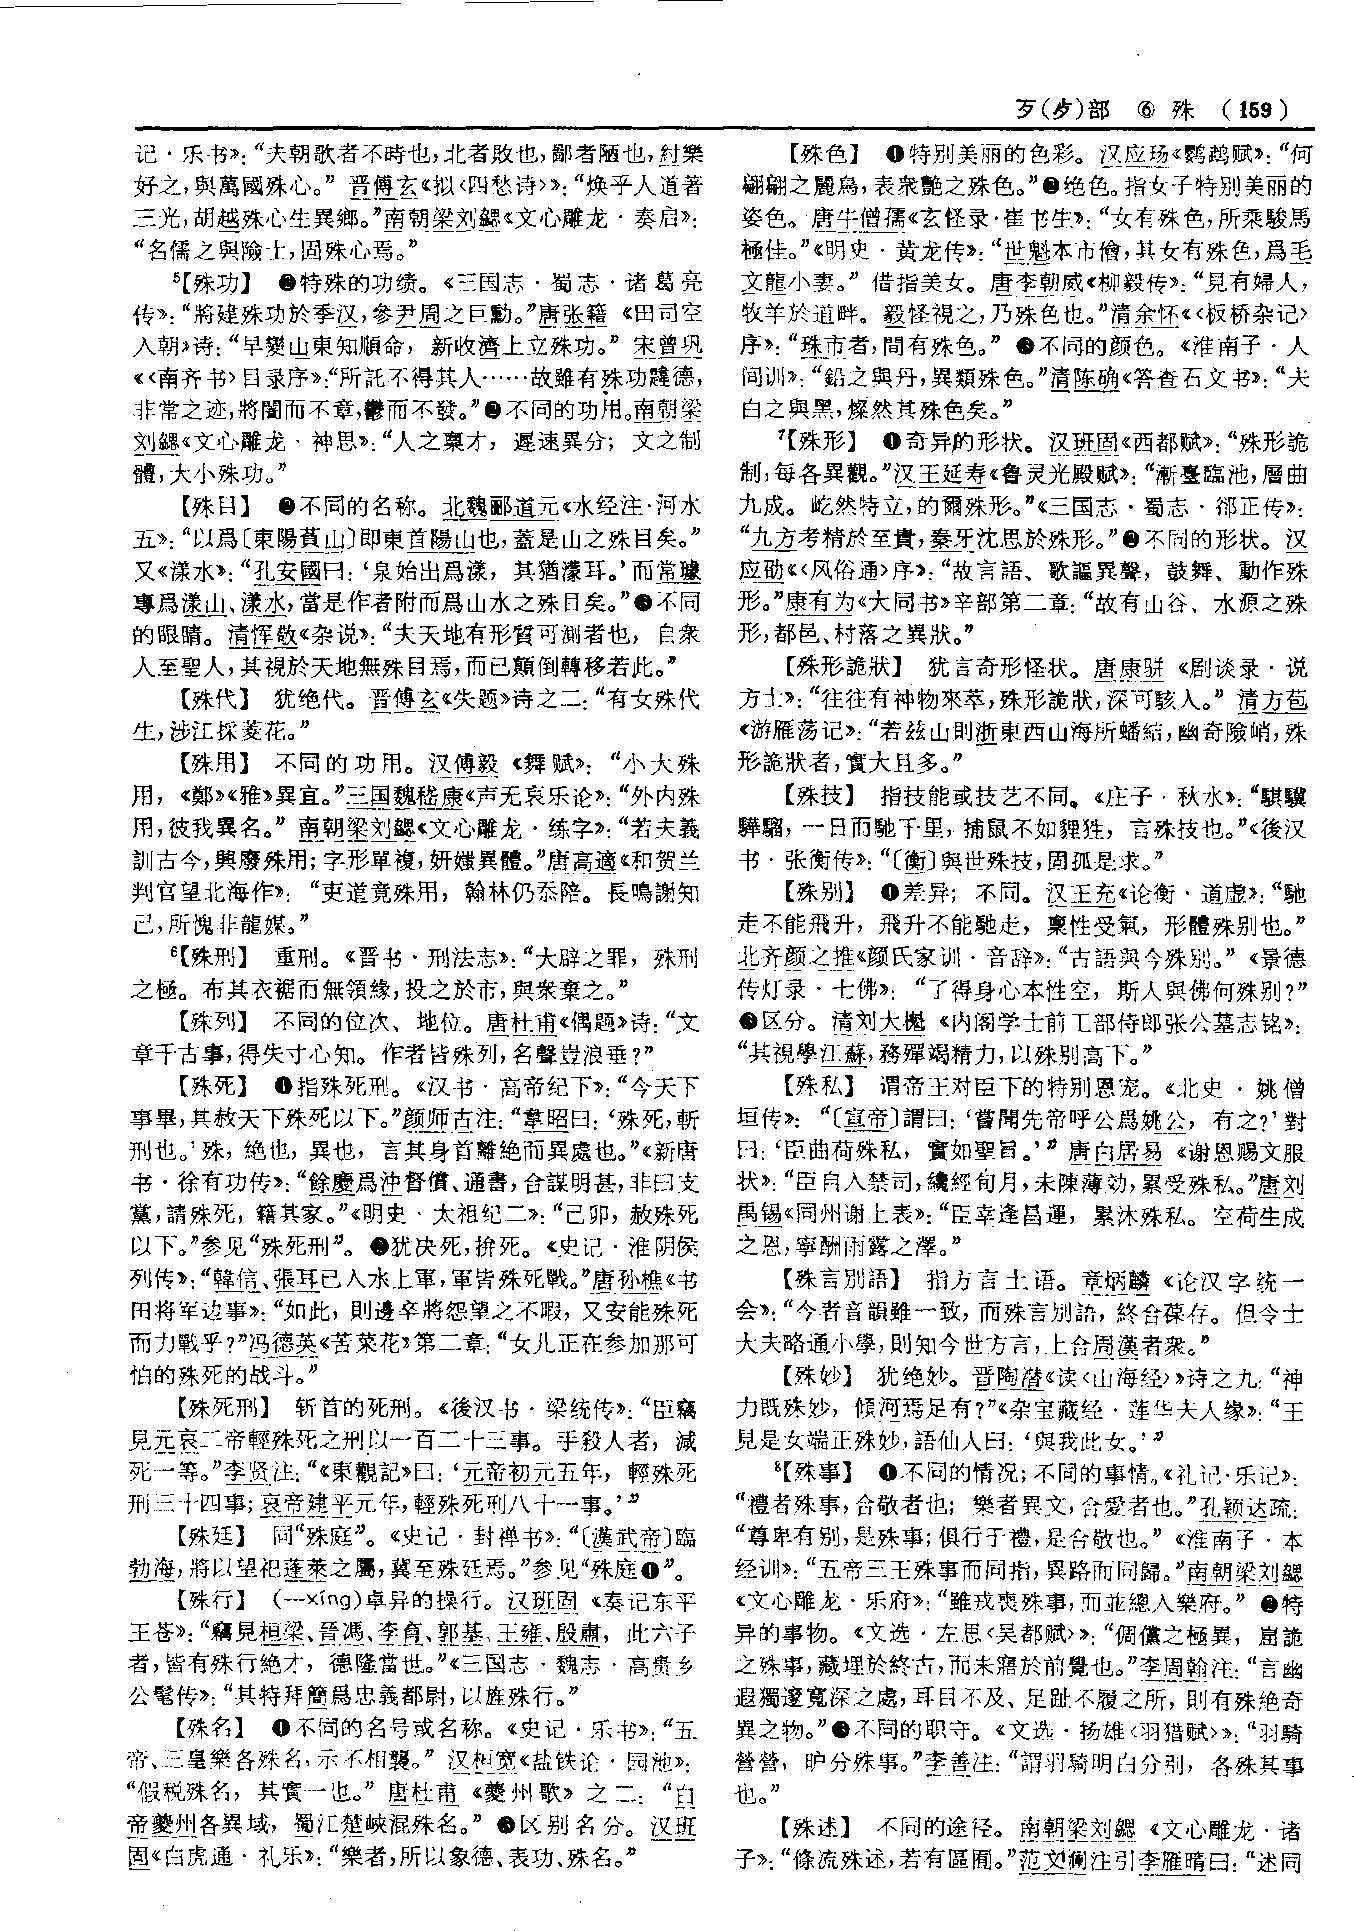 歹(歺)部 ⑥ 殊 (159)
记·乐书》：“夫朝歌者不時也，北者敗也，鄙者陋也，紂樂
好之，與萬國殊心。” 晋傅玄《拟〈四愁诗〉》：“焕乎人道著
三光，胡越殊心生異鄉。”南朝梁刘勰《文心雕龙·奏启》：
“名儒之與險士，固殊心焉。”
5【殊功】 ❶特殊的功绩。《三国志·蜀志·诸葛亮
传》：“將建殊功於季汉，參尹周之巨勳。”唐张籍《田司空
入朝》诗：“早變山東知順命，新收濟上立殊功。” 宋曾巩
《〈南齐书〉目录序》：“所託不得其人……故雖有殊功韙德，
非常之迹，將闇而不章，鬱而不發。”❷不同的功用。南朝梁
刘勰《文心雕龙·神思》：“人之稟才，遲速異分；文之制
體，大小殊功。”
【殊目】 ❶不同的名称。北魏郦道元《水经注·河水
五》：“以爲〔東陽蕢山〕即東首陽山也，蓋是山之殊目矣。”
又《漾水》：“孔安國曰：‘泉始出爲漾，其猶濛耳。’而常璩
專爲漾山、漾水，當是作者附而爲山水之殊目矣。”❷不同
的眼睛。清恽敬《杂说》：“夫天地有形質可測者也，自衆
人至聖人，其視於天地無殊目焉，而已顛倒轉移若此。”
【殊代】 犹绝代。晋傅玄《失题》诗之二：“有女殊代
生，涉江採菱花。”
【殊用】 不同的功用。汉傅毅《舞赋》：“小大殊
用，《鄭》《雅》異宜。”三国魏嵇康《声无哀乐论》：“外内殊
用，彼我異名。” 南朝梁刘勰《文心雕龙·练字》：“若夫義
訓古今，興廢殊用；字形單複，妍媸異體。”唐高適《和贺兰
判官望北海作》：“吏道竟殊用，翰林仍忝陪。長鳴謝知
己，所愧非龍媒。”
6【殊刑】 重刑。《晋书·刑法志》：“大辟之罪，殊刑
之極。布其衣裾而無領緣，投之於市，與衆棄之。”
【殊列】 不同的位次、地位。唐杜甫《偶题》诗：“文
章千古事，得失寸心知。作者皆殊列，名聲豈浪垂？”
【殊死】 ❶指殊死刑。《汉书·高帝纪下》：“今天下
事畢，其赦天下殊死以下。”颜师古注：“韋昭曰：‘殊死，斬
刑也。’殊，絶也，異也，言其身首離絶而異處也。”《新唐
书·徐有功传》：“餘慶爲沖督償、通書，合謀明甚，非曰支
黨，請殊死，籍其家。”《明史·太祖纪二》：“己卯，赦殊死
以下。”参见“殊死刑”。❷犹决死，拚死。《史记·淮阴侯
列传》：“韓信、張耳已入水上軍，軍皆殊死戰。”唐孙樵《书
田将军边事》：“如此，則邊卒將怨望之不暇，又安能殊死
而力戰乎？”冯德英《苦菜花》第二章：“女儿正在参加那可
怕的殊死的战斗。”
【殊死刑】 斩首的死刑。《後汉书·梁统传》：“臣竊
見元哀二帝輕殊死之刑以一百二十三事。手殺人者，減
死一等。”李贤注：“《東觀記》曰：‘元帝初元五年，輕殊死
刑三十四事；哀帝建平元年，輕殊死刑八十一事。’”
【殊廷】 同“殊庭”。《史记·封禅书》：“〔漢武帝〕臨
勃海，將以望祀蓬萊之屬，冀至殊廷焉。”参见“殊庭❶”。
【殊行】 (—xíng)卓异的操行。汉班固《奏记东平
王苍》：“竊見桓梁、晉馮、李育、郭基、王雍、殷肅，此六子
者，皆有殊行絶才，德隆當世。”《三国志·魏志·高贵乡
公髦传》：“其特拜簡爲忠義都尉，以旌殊行。”
【殊名】 ❶不同的名号或名称。《史记·乐书》：“五
帝、三皇樂各殊名，示不相襲。” 汉桓宽《盐铁论·园池》：
“假税殊名，其實一也。” 唐杜甫《夔州歌》之二：“白
帝夔州各異城，蜀江楚峽混殊名。” ❷区别名分。汉班
固《白虎通·礼乐》：“樂者，所以象德、表功、殊名。”
【殊色】 ❶特别美丽的色彩。汉应玚《鹦鹉赋》：“何
翩翩之麗鳥，表衆艷之殊色。”❷绝色。指女子特别美丽的
姿色。唐牛僧孺《玄怪录·崔书生》：“女有殊色，所乘駿馬
極佳。”《明史·黄龙传》：“世魁本市儈，其女有殊色，爲毛
文龍小妻。” 借指美女。唐李朝威《柳毅传》：“見有婦人，
牧羊於道畔。毅怪視之，乃殊色也。”清余怀《〈板桥杂记〉
序》：“珠市者，間有殊色。” ❸不同的颜色。《淮南子·人
间训》：“鉛之與丹，異類殊色。”清陈确《答查石文书》：“夫
白之與黑，燦然其殊色矣。”
7【殊形】 ❶奇异的形状。汉班固《西都赋》：“殊形詭
制，每各異觀。”汉王延寿《鲁灵光殿赋》：“漸臺臨池，層曲
九成。屹然特立，的爾殊形。”《三国志·蜀志·郤正传》：
“九方考精於至貴，秦牙沈思於殊形。”❷不同的形状。汉
应劭《〈风俗通〉序》：“故言語、歌謳異聲，鼓舞、動作殊
形。”康有为《大同书》辛部第二章：“故有山谷、水源之殊
形，都邑、村落之異狀。”
【殊形詭狀】 犹言奇形怪状。唐康骈《剧谈录·说
方士》：“往往有神物來萃，殊形詭狀，深可駭人。” 清方苞
《游雁荡记》：“若兹山則浙東西山海所蟠結，幽奇險峭，殊
形詭狀者，實大且多。”
【殊技】 指技能或技艺不同。《庄子·秋水》：“騏驥
驊騮，一日而馳千里，捕鼠不如貍狌，言殊技也。”《後汉
书·张衡传》：“〔衡〕與世殊技，固孤是求。”
【殊别】 ❶差异；不同。汉王充《论衡·道虚》：“馳
走不能飛升，飛升不能馳走，稟性受氣，形體殊别也。”
北齐颜之推《颜氏家训·音辞》：“古語與今殊别。” 《景德
传灯录·七佛》：“了得身心本性空，斯人與佛何殊别？”
❷区分。清刘大櫆《内阁学士前工部侍郎张公墓志铭》：
“其視學江蘇，務殫竭精力，以殊别高下。”
【殊私】 谓帝王对臣下的特别恩宠。《北史·姚僧
垣传》：“〔宣帝〕謂曰：‘嘗聞先帝呼公爲姚公，有之？’對
曰：‘臣曲荷殊私，實如聖旨。’” 唐白居易《谢恩赐文服
状》：“臣自入禁司，纔經旬月，未陳薄効，累受殊私。”唐刘
禹锡《同州谢上表》：“臣幸逢昌運，累沐殊私。空荷生成
之恩，寧酬雨露之澤。”
【殊言别語】 指方言土语。章炳麟《论汉字统一
会》：“今者音韻雖一致，而殊言别語，終合葆存。但令士
大夫略通小學，則知今世方言，上合周漢者衆。”
【殊妙】 犹绝妙。晋陶潜《读〈山海经〉》诗之九：“神
力既殊妙，傾河焉足有？”《杂宝藏经·莲华夫人缘》：“王
見是女端正殊妙，語仙人曰：‘與我此女。’”
8【殊事】 ❶不同的情况；不同的事情。《礼记·乐记》：
“禮者殊事，合敬者也；樂者異文，合愛者也。”孔颖达疏：
“尊卑有别，是殊事；俱行于禮，是合敬也。” 《淮南子·本
经训》：“五帝三王殊事而同指，異路而同歸。”南朝梁刘勰
《文心雕龙·乐府》：“雖戎喪殊事，而並總入樂府。” ❷特
异的事物。《文选·左思〈吴都赋〉》：“倜儻之極異，崫詭
之殊事，藏埋於終古，而未寤於前覺也。”李周翰注：“言幽
遐獨邃寬深之處，耳目不及、足趾不履之所，則有殊绝奇
異之物。”❸不同的职守。《文选·扬雄〈羽猎赋〉》：“羽騎
營營，昈分殊事。”李善注：“謂羽騎明白分别，各殊其事
也。”
【殊述】 不同的途径。南朝梁刘勰《文心雕龙·诸
子》：“條流殊述，若有區囿。”范文澜注引李雁晴曰：“述同